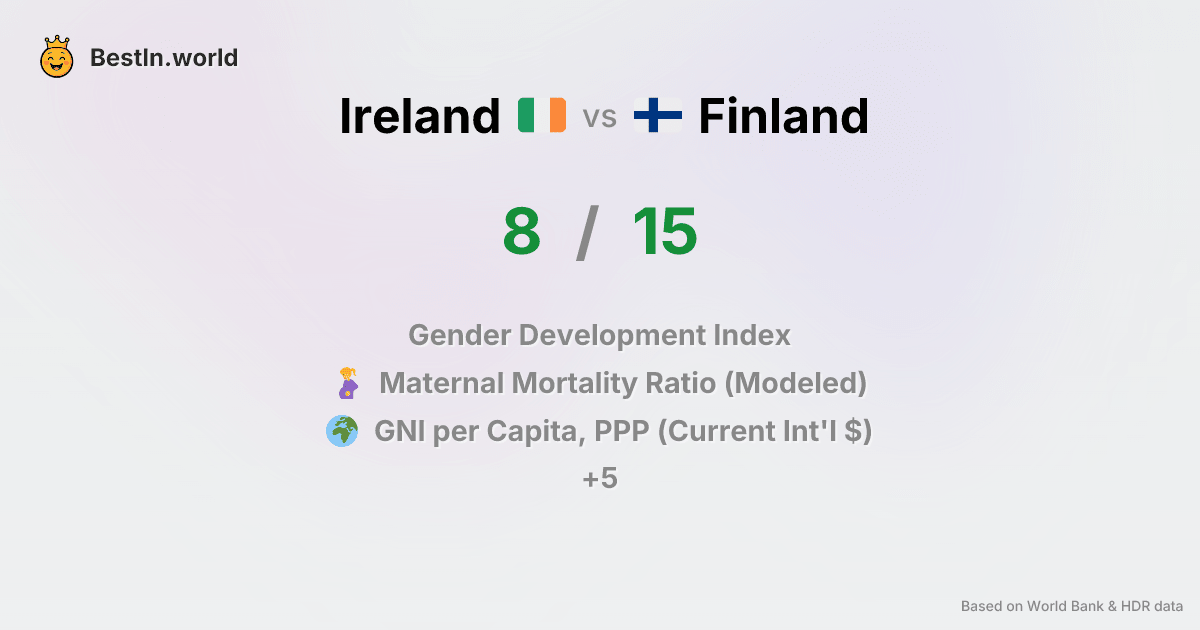 BestIn.world
Ireland vs Finland
8 / 15
Gender Development Index
Maternal Mortality Ratio (Modeled)
GNI per Capita, PPP (Current Int'l $)
+5
Based on World Bank & HDR data